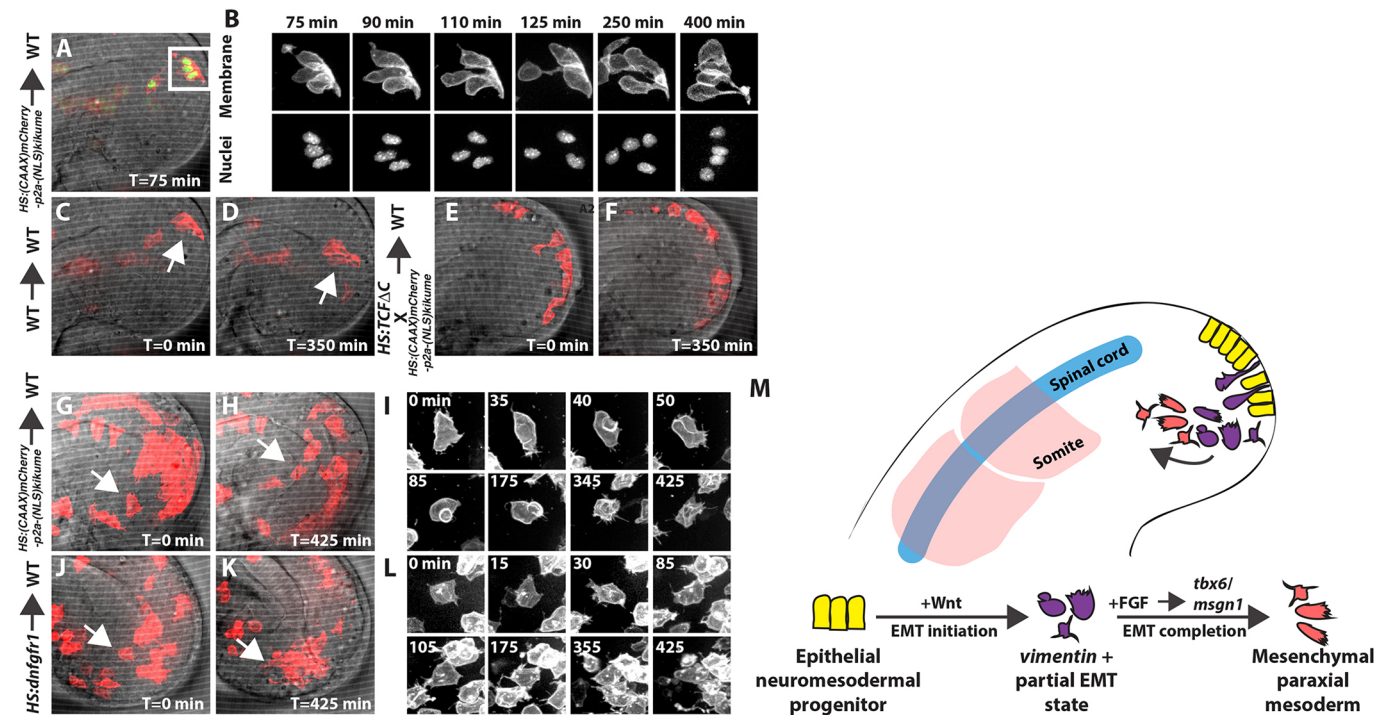 A
WT
HS:(CAAX)mCherry
-p2a-(NLS)kikume
T=75 min
B
75 min
90 min
110 min
125 min
250 min
400 min
Membrane
Nuclei
WT
WT
C
T=0 min
D
T=350 min
WT
HS:TCFΔC
X
HS:(CAAX)mCherry
-p2a-(NLS)kikume
E
T=0 min
A2
F
T=350 min
WT
HS:(CAAX)mCherry
-p2a-(NLS)kikume
G
T=0 min
H
T=425 min
I
0 min
35
40
50
85
175
345
425
WT
HS:dnfgfr1
J
T=0 min
K
T=425 min
L
0 min
15
30
85
105
175
355
425
M
Spinal cord
Somite
+Wnt
EMT initiation
+FGF
tbx6/
msgn1
EMT completion
Epithelial
neuromesodermal
progenitor
vimentin +
partial EMT
state
Mesenchymal
paraxial
mesoderm